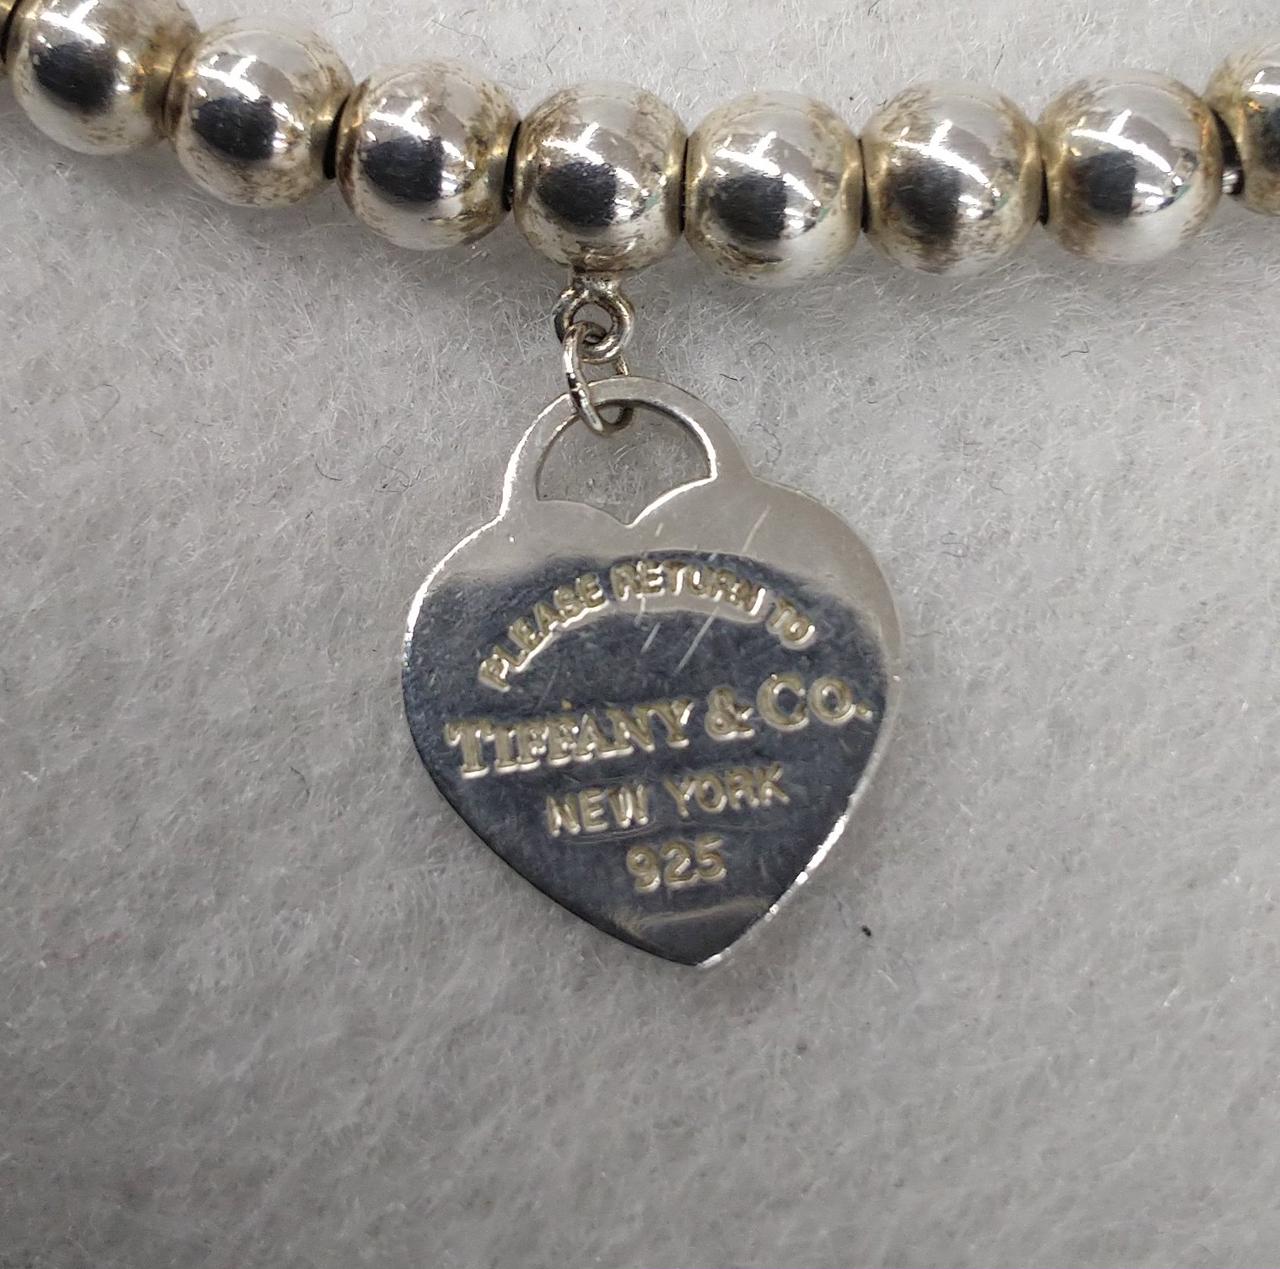 PLEASE RETURN TO
TIFFANY & CO.
NEW YORK
925